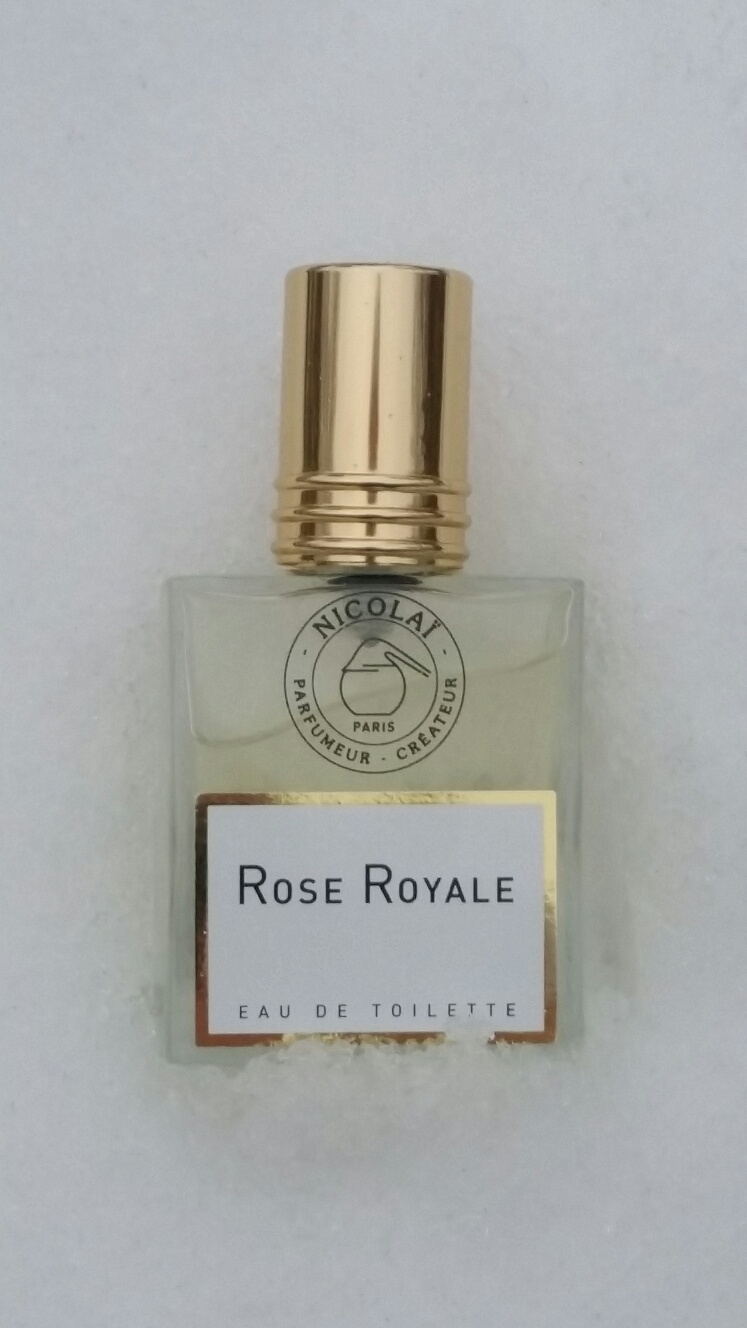 - NICOLAÏ -
PARIS
PARFUMEUR - CRÉATEUR
ROSE ROYALE
EAU DE TOILETTE